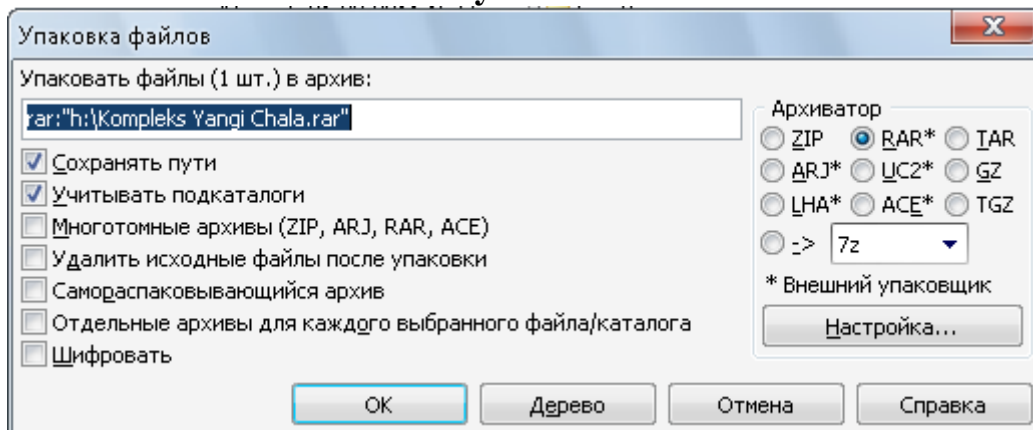 Упаковка файлов
Упаковать файлы (1 шт.) в архив:
rar:"h:\Kompleks Yangi Chala.rar"
Сохранять пути
Учитывать подкаталоги
Многотомные архивы (ZIP, ARJ, RAR, ACE)
Удалить исходные файлы после упаковки
Самораспаковывающийся архив
Отдельные архивы для каждого выбранного файла/каталога
Шифровать
Архиватор
ZIP RAR* TAR
ARJ* UC2* GZ
LHA* ACE* TGZ
-> 7z
* Внешний упаковщик
Настройка...
OK Дерево Отмена Справка